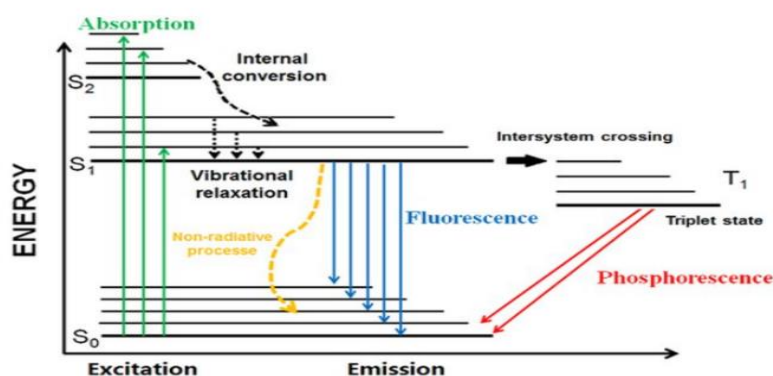 Absorption
Internal
conversion
S2
Intersystem crossing
S1
T1
Vibrational
relaxation
Triplet state
Fluorescence
Non-radiative
processe
Phosphorescence
S0
ENERGY
Excitation
Emission